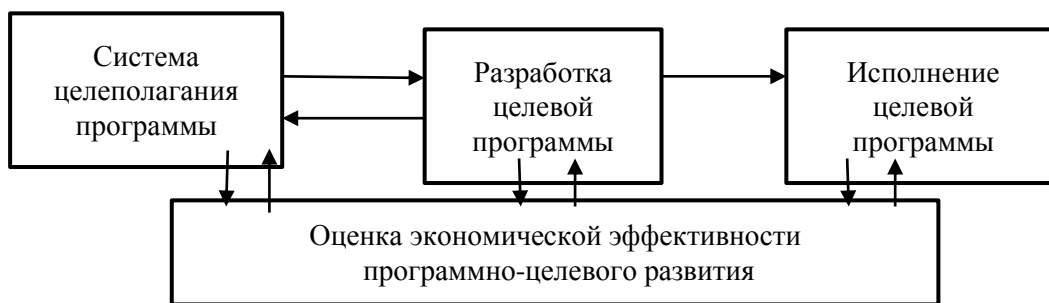 Система
целеполагания
программы
Разработка
целевой
программы
Исполнение
целевой
программы
Оценка экономической эффективности
программно-целевого развития